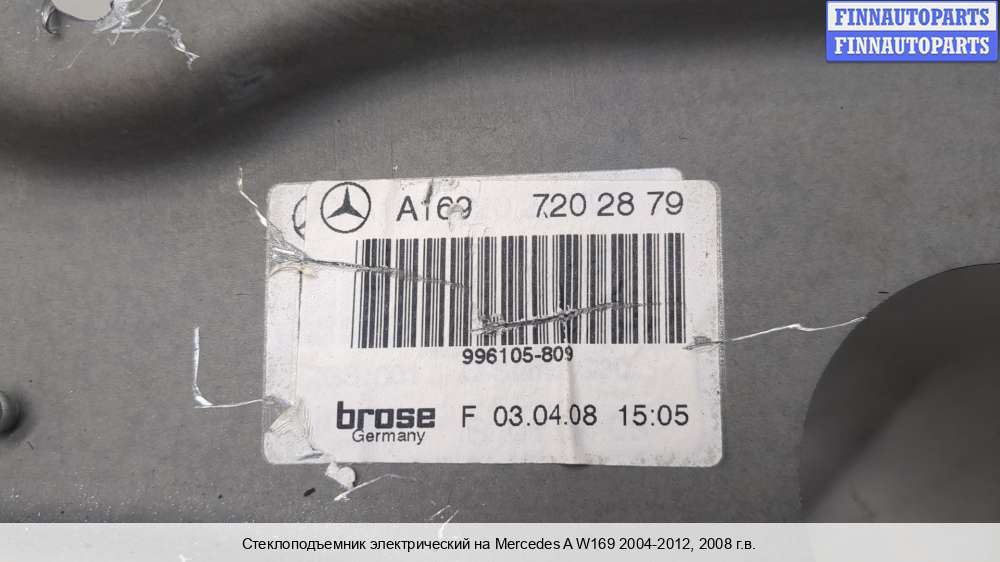 FINNAUTOPARTS
FINNAUTOPARTS
A169 720 28 79
996105-809
brose F 03.04.08 15:05
Germany
Стеклоподъемник электрический на Mercedes A W169 2004-2012, 2008 г.в.